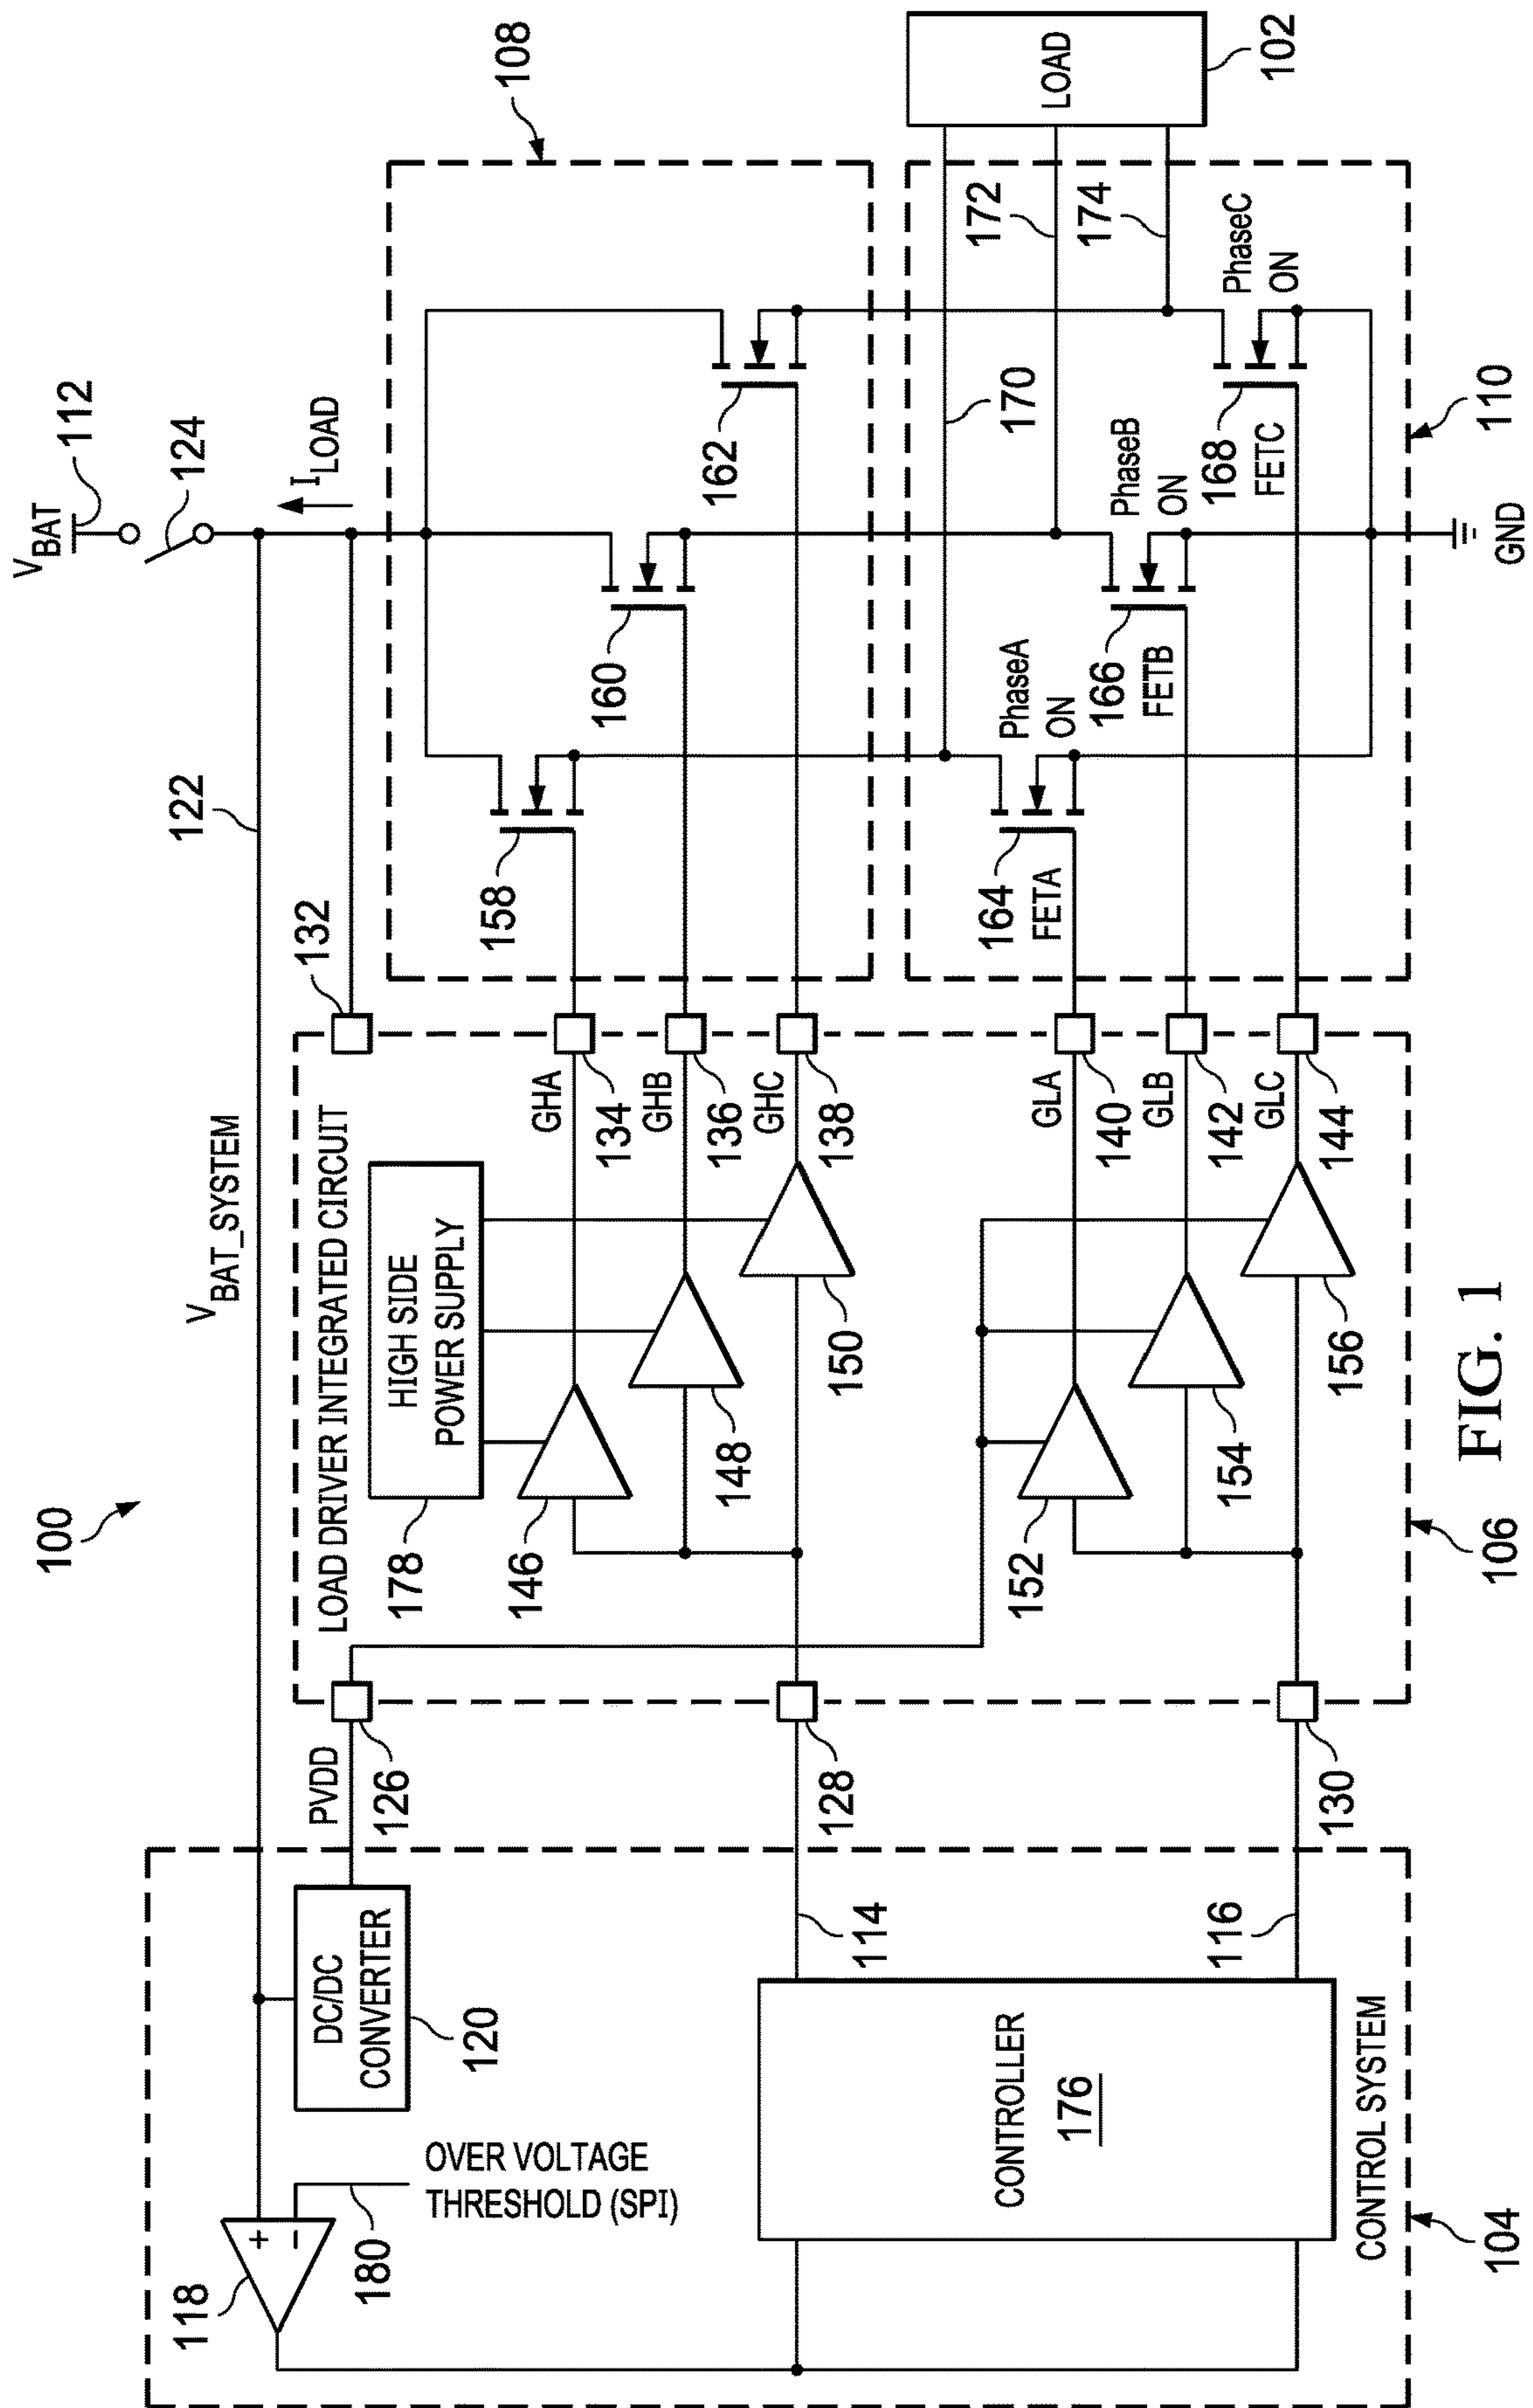 100
V BAT
112
124
I LOAD
V BAT_SYSTEM
122
132
108
LOAD DRIVER INTEGRATED CIRCUIT
HIGH SIDE
POWER SUPPLY
178
146
148
150
GHA
134
GHB
136
GHC
138
158
160
162
PVDD
126
DC/DC
CONVERTER
120
118
+
−
180
OVER VOLTAGE
THRESHOLD (SPI)
128
114
130
116
CONTROLLER
176
CONTROL SYSTEM
104
152
154
156
GLA
140
GLB
142
GLC
144
106
164
FETA
PhaseA
ON
166
FETB
PhaseB
ON
168
FETC
PhaseC
ON
170
172
174
LOAD
102
110
GND
FIG. 1